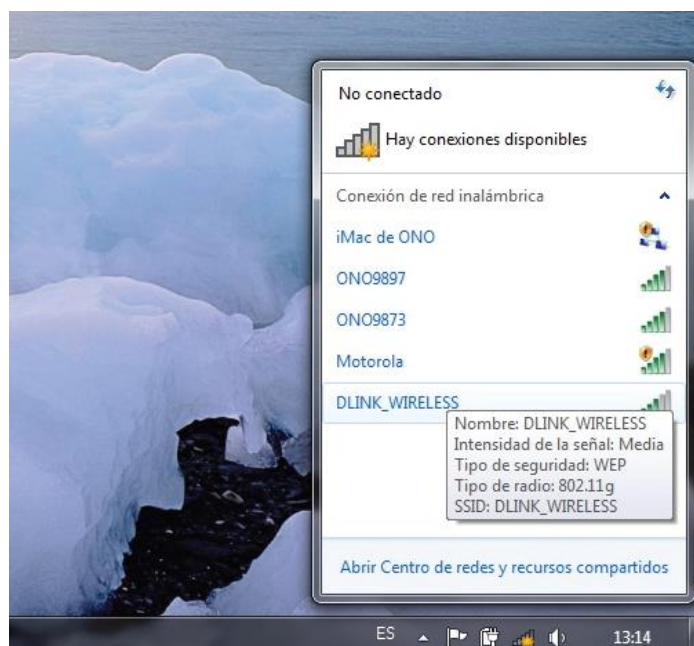 No conectado
Hay conexiones disponibles
Conexión de red inalámbrica
iMac de ONO
ONO9897
ONO9873
Motorola
DLINK_WIRELESS
Nombre: DLINK_WIRELESS
Intensidad de la señal: Media
Tipo de seguridad: WEP
Tipo de radio: 802.11g
SSID: DLINK_WIRELESS
Abrir Centro de redes y recursos compartidos
ES 13:14